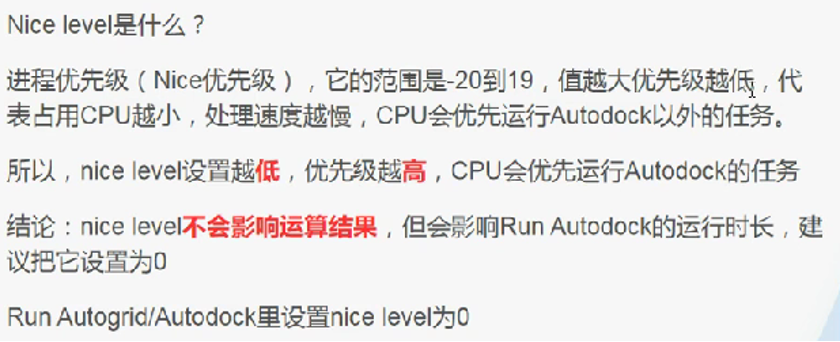 Nice level是什么？
进程优先级（Nice优先级），它的范围是-20到19，值越大优先级越低，代
表占用CPU越小，处理速度越慢，CPU会优先运行Autodock以外的任务。
所以，nice level设置越低，优先级越高，CPU会优先运行Autodock的任务
结论：nice level不会影响运算结果，但会影响Run Autodock的运行时长，建
议把它设置为0
Run Autogrid/Autodock里设置nice level为0